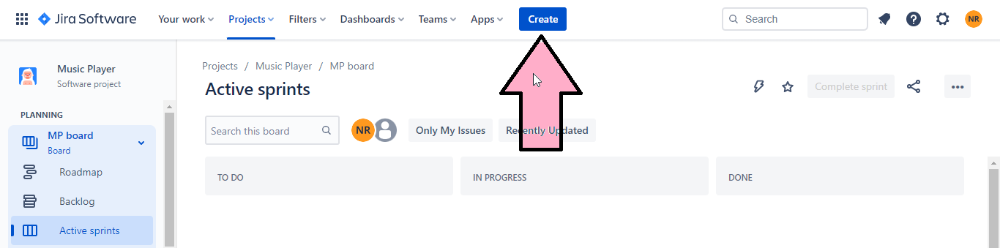 Jira Software Your work Projects Filters Dashboards Teams Apps Create Search NR
Music Player
Software project
PLANNING
MP board
Board
Roadmap
Backlog
Active sprints
Projects / Music Player / MP board
Active sprints
Complete sprint
Search this board NR Only My Issues Recently Updated
TO DO IN PROGRESS DONE